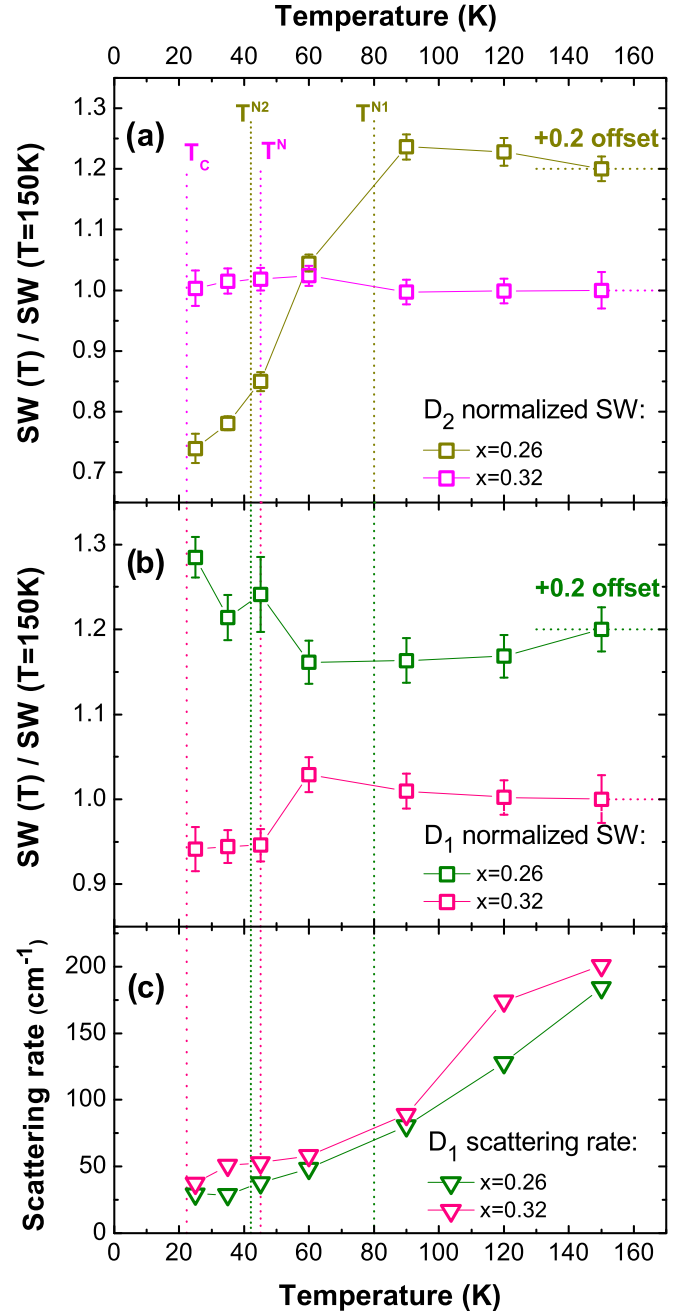 Temperature (K)
0 20 40 60 80 100 120 140 160
(a)
T^N2 T^N1
T_C T^N
+0.2 offset
1.3
1.2
1.1
1.0
0.9
0.8
0.7
SW (T) / SW (T=150K)
D_2 normalized SW:
x=0.26
x=0.32
(b)
+0.2 offset
1.3
1.2
1.1
1.0
0.9
SW (T) / SW (T=150K)
D_1 normalized SW:
x=0.26
x=0.32
(c)
200
150
100
50
0
Scattering rate (cm^-1)
D_1 scattering rate:
x=0.26
x=0.32
0 20 40 60 80 100 120 140 160
Temperature (K)